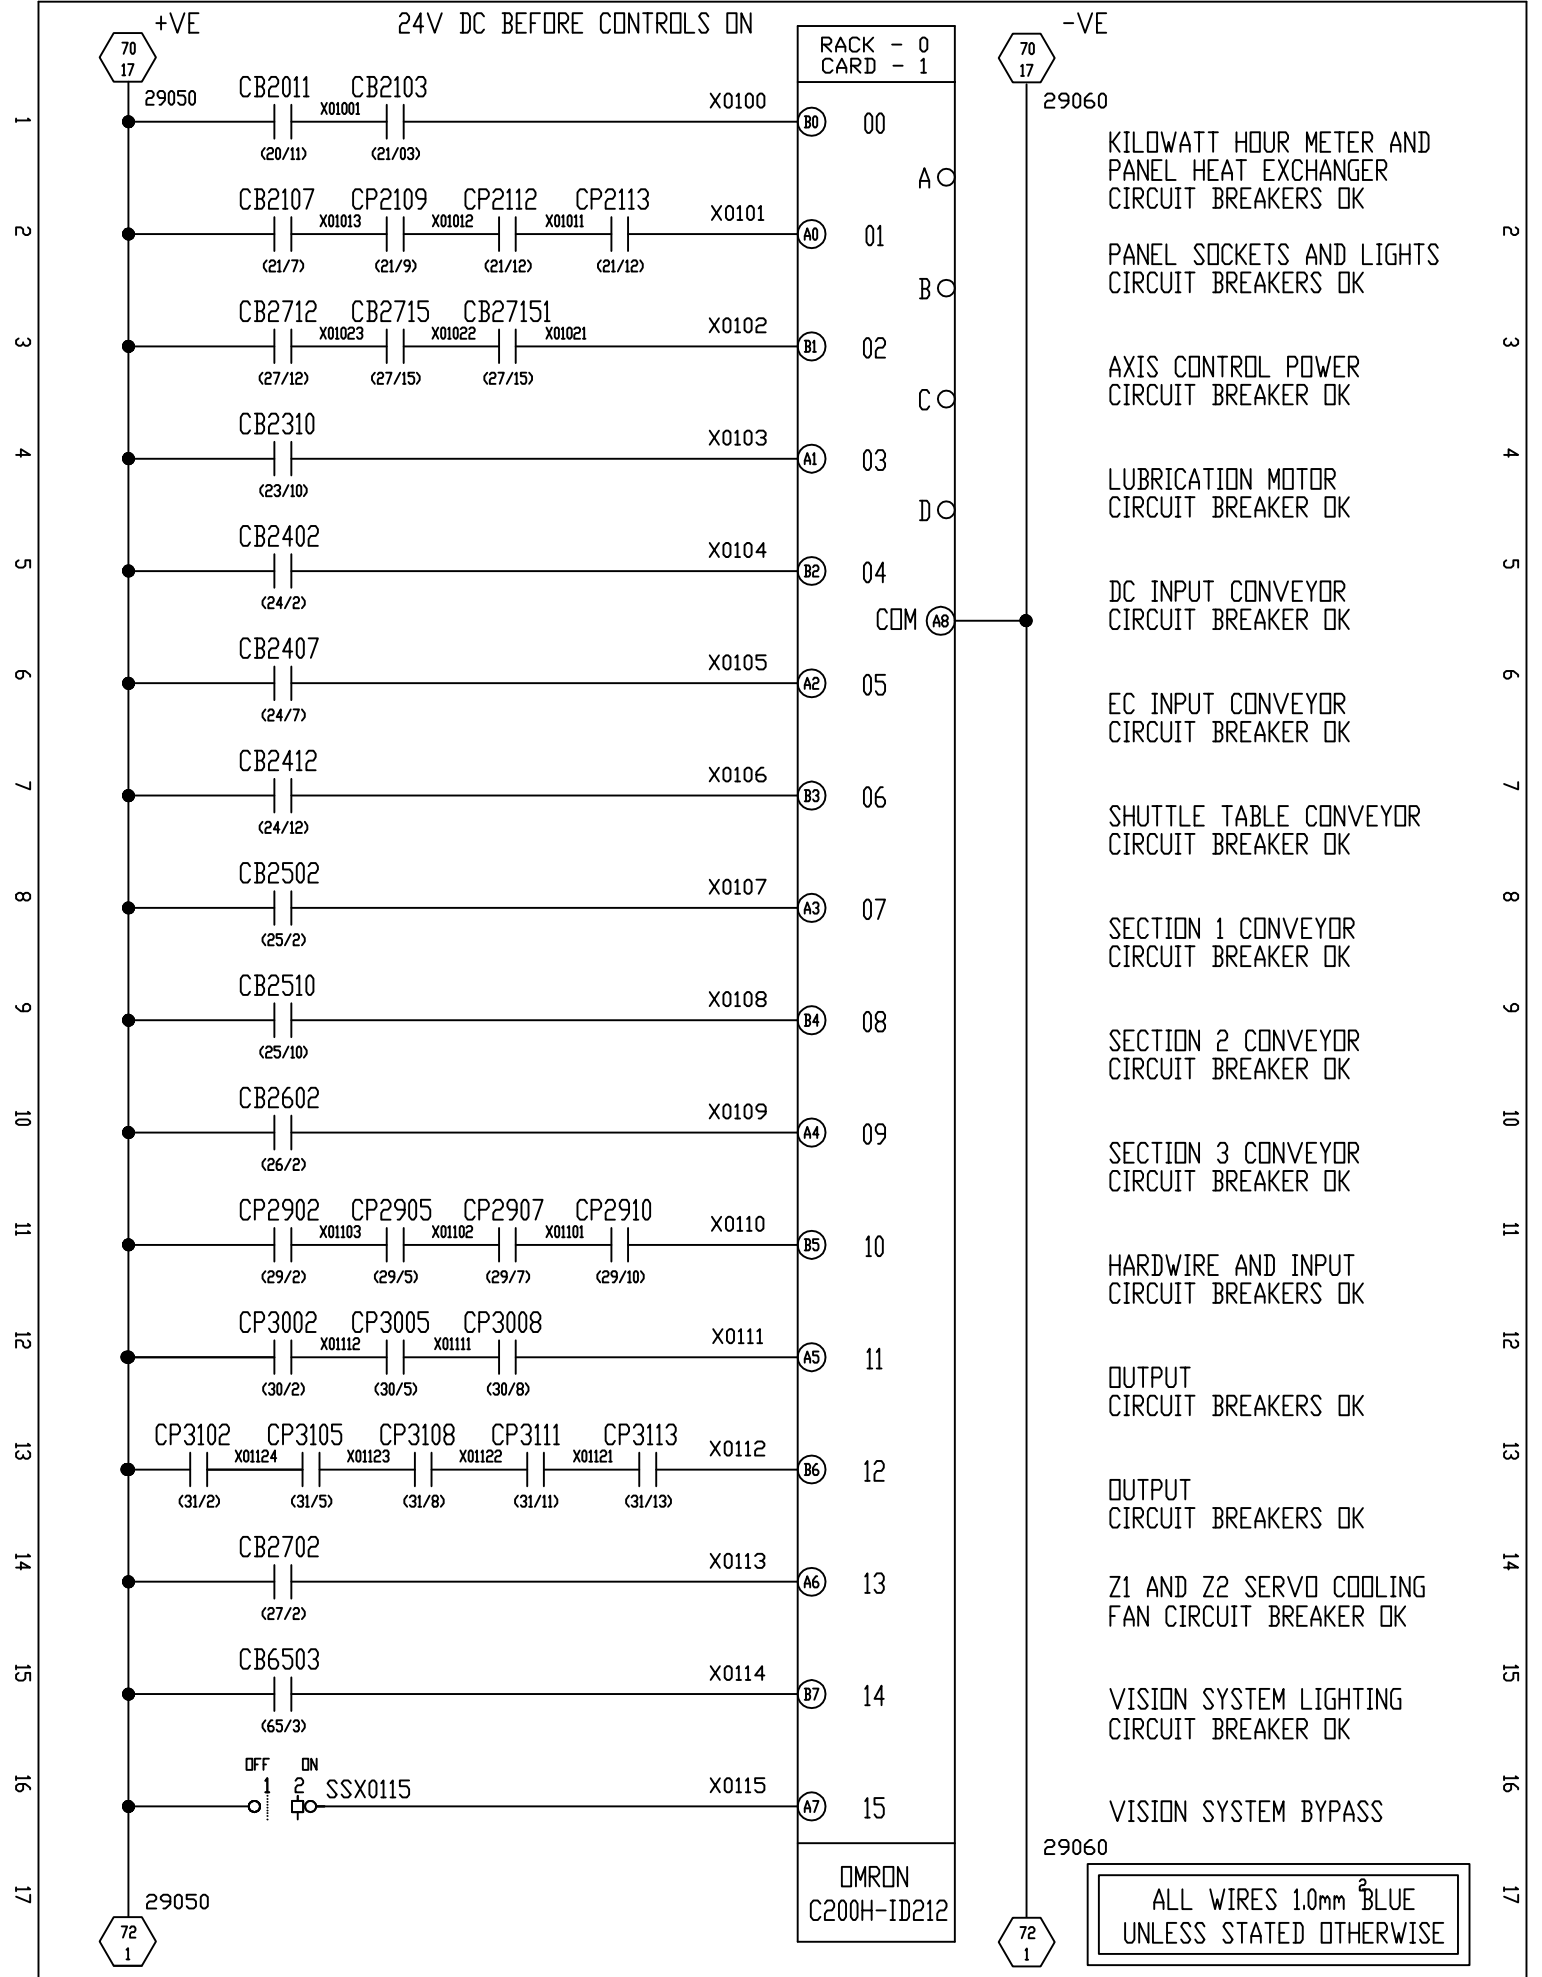 +VE 24V DC BEFORE CONTROLS ON -VE
70
17
RACK - 0
CARD - 1
70
17
29050
29060
1
CB2011 X01001 CB2103 X0100 B0 00
(20/11) (21/03)
KILOWATT HOUR METER AND
PANEL HEAT EXCHANGER
CIRCUIT BREAKERS OK
A
2
CB2107 X01013 CP2109 X01012 CP2112 X01011 CP2113 X0101 A0 01
(21/7) (21/9) (21/12) (21/12)
PANEL SOCKETS AND LIGHTS
CIRCUIT BREAKERS OK
2
B
3
CB2712 X01023 CB2715 X01022 CB27151 X01021 X0102 B1 02
(27/12) (27/15) (27/15)
AXIS CONTROL POWER
CIRCUIT BREAKER OK
3
C
4
CB2310 X0103 A1 03
(23/10)
LUBRICATION MOTOR
CIRCUIT BREAKER OK
4
D
5
CB2402 X0104 B2 04
(24/2)
DC INPUT CONVEYOR
CIRCUIT BREAKER OK
5
COM A8
6
CB2407 X0105 A2 05
(24/7)
EC INPUT CONVEYOR
CIRCUIT BREAKER OK
6
7
CB2412 X0106 B3 06
(24/12)
SHUTTLE TABLE CONVEYOR
CIRCUIT BREAKER OK
7
8
CB2502 X0107 A3 07
(25/2)
SECTION 1 CONVEYOR
CIRCUIT BREAKER OK
8
9
CB2510 X0108 B4 08
(25/10)
SECTION 2 CONVEYOR
CIRCUIT BREAKER OK
9
10
CB2602 X0109 A4 09
(26/2)
SECTION 3 CONVEYOR
CIRCUIT BREAKER OK
10
11
CP2902 X01103 CP2905 X01102 CP2907 X01101 CP2910 X0110 B5 10
(29/2) (29/5) (29/7) (29/10)
HARDWIRE AND INPUT
CIRCUIT BREAKERS OK
11
12
CP3002 X01112 CP3005 X01111 CP3008 X0111 A5 11
(30/2) (30/5) (30/8)
OUTPUT
CIRCUIT BREAKERS OK
12
13
CP3102 X01124 CP3105 X01123 CP3108 X01122 CP3111 X01121 CP3113 X0112 B6 12
(31/2) (31/5) (31/8) (31/11) (31/13)
OUTPUT
CIRCUIT BREAKERS OK
13
14
CB2702 X0113 A6 13
(27/2)
Z1 AND Z2 SERVO COOLING
FAN CIRCUIT BREAKER OK
14
15
CB6503 X0114 B7 14
(65/3)
VISION SYSTEM LIGHTING
CIRCUIT BREAKER OK
15
16
OFF ON
1 2 SSX0115 X0115 A7 15
VISION SYSTEM BYPASS
16
29060
17
29050
OMRON
C200H-ID212
ALL WIRES 1.0mm² BLUE
UNLESS STATED OTHERWISE
17
72
1
72
1